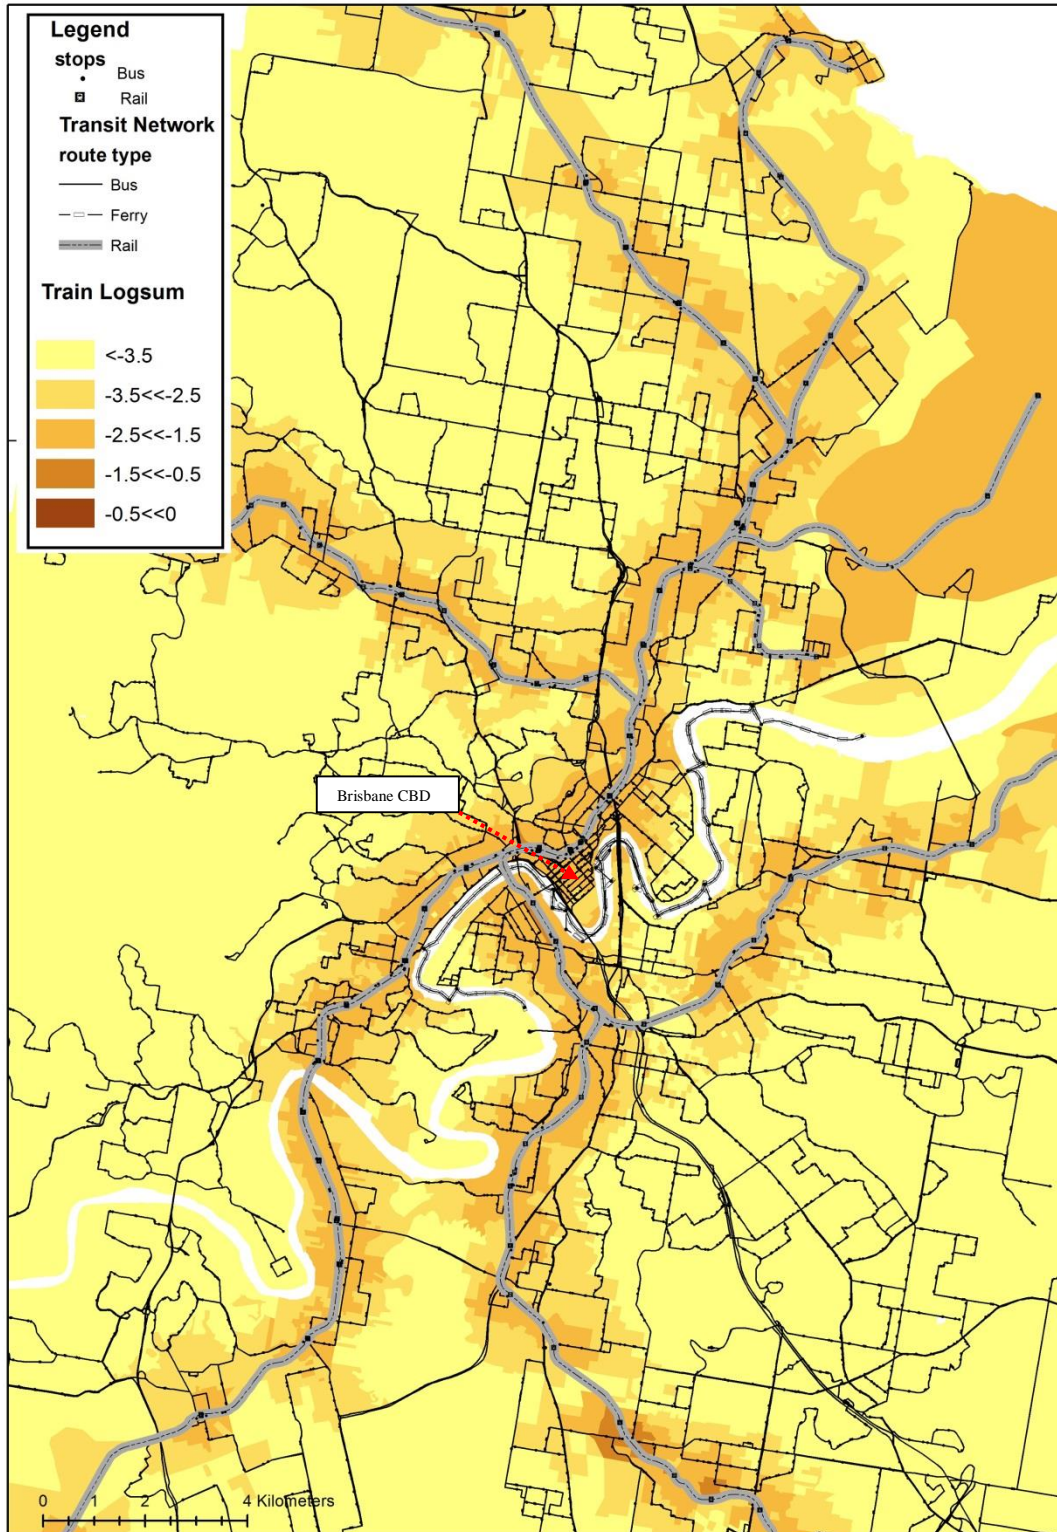 Legend
stops
Bus
Rail
Transit Network
route type
Bus
Ferry
Rail
Train Logsum
<-3.5
-3.5<<-2.5
-2.5<<-1.5
-1.5<<-0.5
-0.5<<0
Brisbane CBD
0 1 2 4 Kilometers